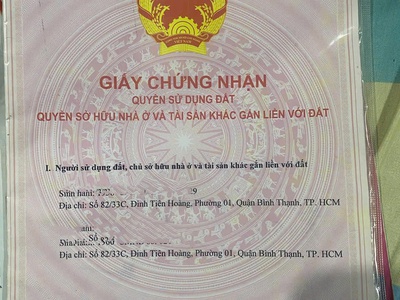 GIẤY CHỨNG NHẬN
QUYỀN SỬ DỤNG ĐẤT
QUYỀN SỞ HỮU NHÀ Ở VÀ TÀI SẢN KHÁC GẮN LIỀN VỚI ĐẤT
I. Người sử dụng đất, chủ sở hữu nhà ở và tài sản khác gắn liền với đất
Địa chỉ: Số 82/33C, Đinh Tiên Hoàng, Phường 01, Quận Bình Thạnh, TP. HCM
Địa chỉ: Số 82/33C, Đinh Tiên Hoàng, Phường 01, Quận Bình Thạnh, TP. HCM